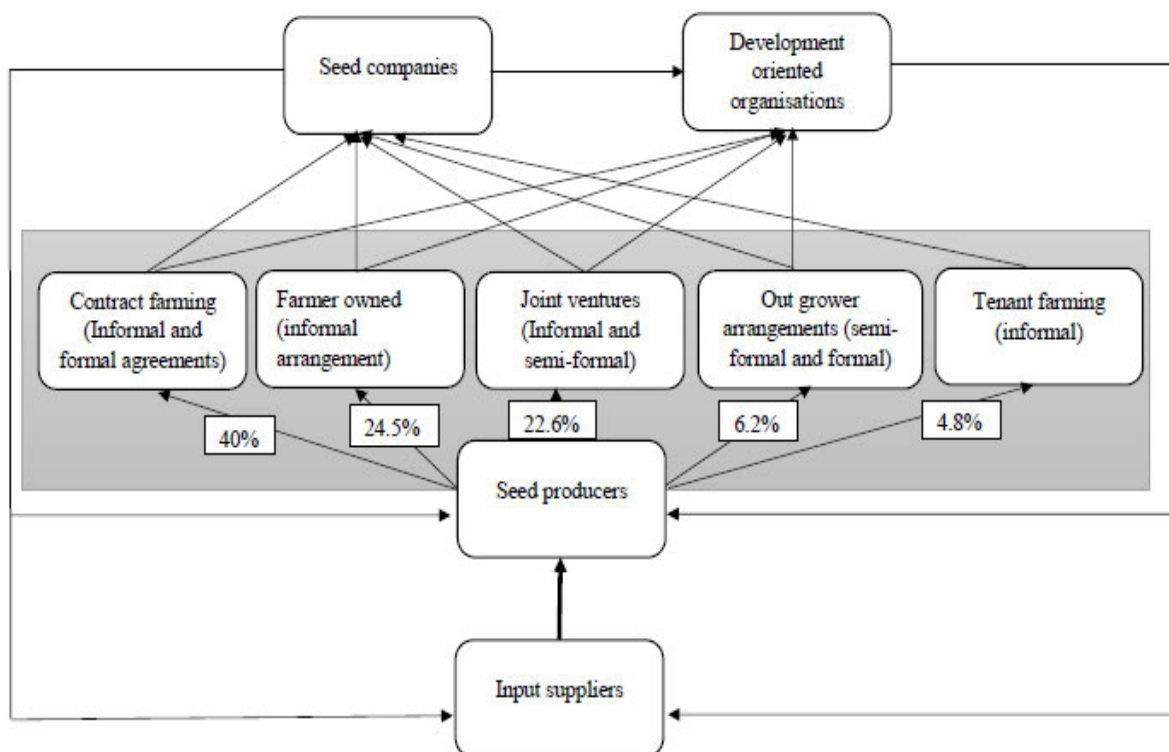 Seed companies
Development
oriented
organisations
Contract farming
(Informal and
formal agreements)
Farmer owned
(informal
arrangement)
Joint ventures
(Informal and
semi-formal)
Out grower
arrangements (semi-
formal and formal)
Tenant farming
(informal)
40%
24.5%
22.6%
6.2%
4.8%
Seed producers
Input suppliers